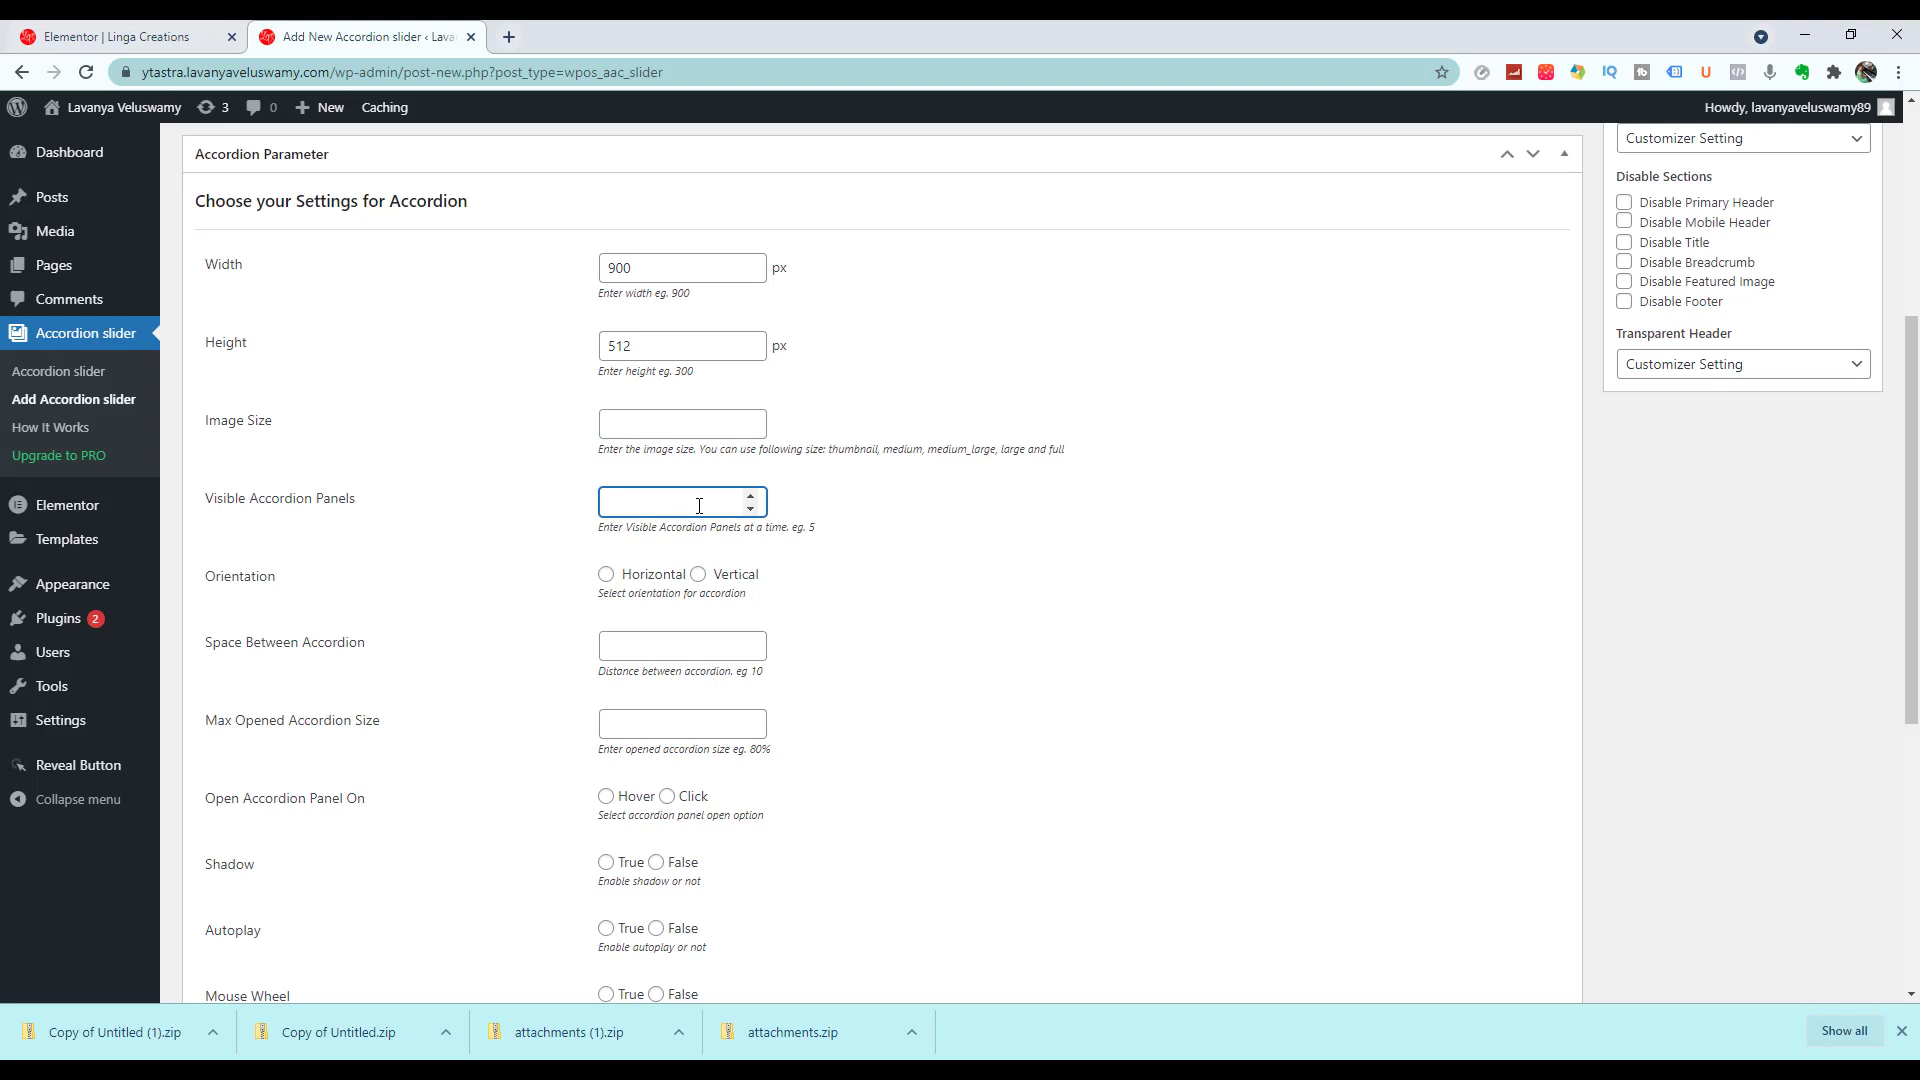 Elementor | Linga Creations
Add New Accordion slider ‹ Lava
ytastra.lavanyaveluswamy.com/wp-admin/post-new.php?post_type=wpos_aac_slider
Lavanya Veluswamy
3
0
New
Caching
Howdy, lavanyaveluswamy89
Dashboard
Posts
Media
Pages
Comments
Accordion slider
Accordion slider
Add Accordion slider
How It Works
Upgrade to PRO
Elementor
Templates
Appearance
Plugins 2
Users
Tools
Settings
Reveal Button
Collapse menu
Accordion Parameter
Choose your Settings for Accordion
Width
900 px
Enter width eg. 900
Height
512 px
Enter height eg. 300
Image Size
Enter the image size. You can use following size: thumbnail, medium, medium_large, large and full
Visible Accordion Panels
Enter Visible Accordion Panels at a time. eg. 5
Orientation
Horizontal Vertical
Select orientation for accordion
Space Between Accordion
Distance between accordion. eg 10
Max Opened Accordion Size
Enter opened accordion size eg. 80%
Open Accordion Panel On
Hover Click
Select accordion panel open option
Shadow
True False
Enable shadow or not
Autoplay
True False
Enable autoplay or not
Mouse Wheel
True False
Customizer Setting
Disable Sections
Disable Primary Header
Disable Mobile Header
Disable Title
Disable Breadcrumb
Disable Featured Image
Disable Footer
Transparent Header
Customizer Setting
Copy of Untitled (1).zip
Copy of Untitled.zip
attachments (1).zip
attachments.zip
Show all